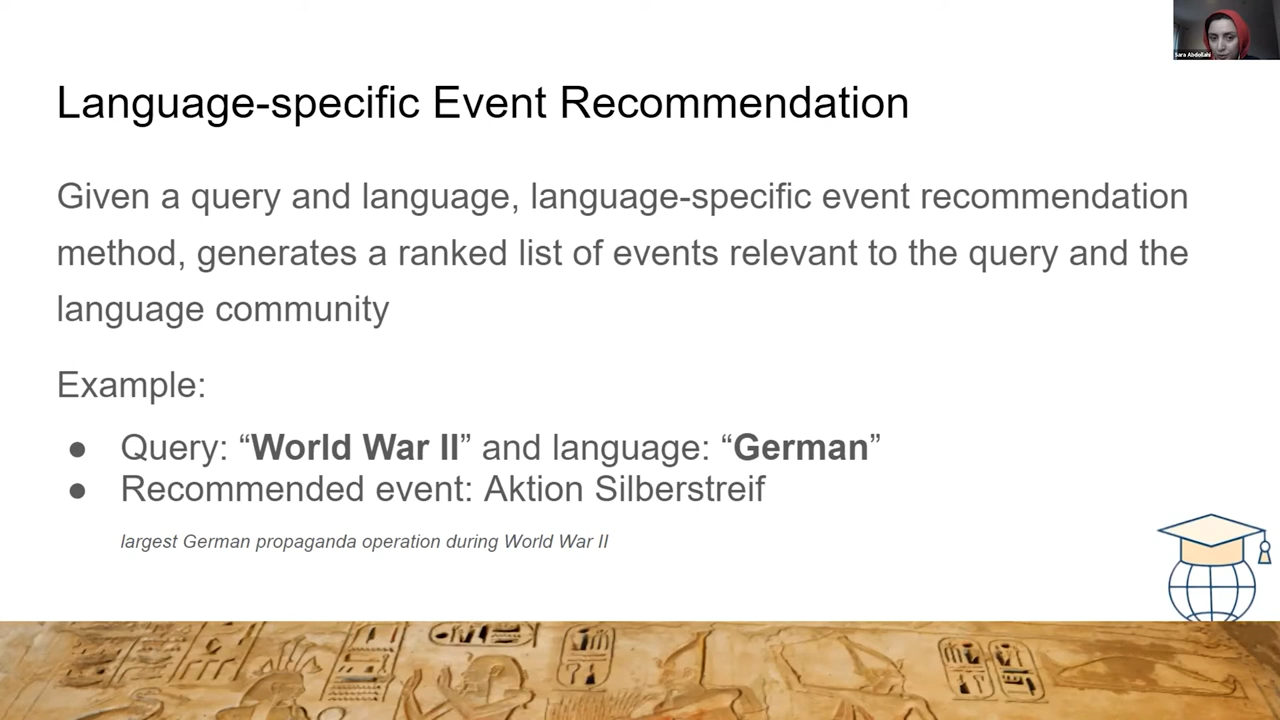 Sara Abdollahi
Language-specific Event Recommendation
Given a query and language, language-specific event recommendation
method, generates a ranked list of events relevant to the query and the
language community
Example:
● Query: “World War II” and language: “German”
● Recommended event: Aktion Silberstreif
largest German propaganda operation during World War II